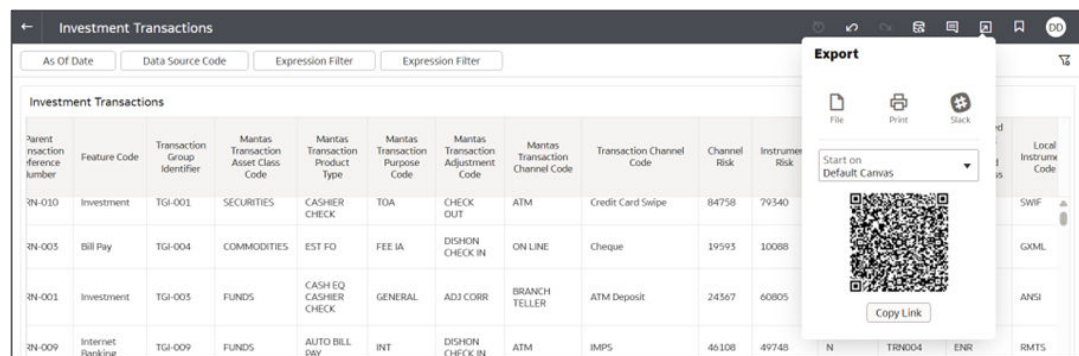 Investment Transactions
DD
As Of Date
Data Source Code
Expression Filter
Expression Filter
Investment Transactions
Export
File
Print
Slack
Start on
Default Canvas
Copy Link
Parent
Feature Code
Transaction
Group
Identifier
Mantas
Transaction
Asset Class
Code
Mantas
Transaction
Product
Type
Mantas
Transaction
Purpose
Code
Mantas
Transaction
Adjustment
Code
Mantas
Transaction
Channel Code
Transaction Channel
Code
Channel
Risk
Instrumen
Risk
Local
Instrume
Code
RN-010
Investment
TGI-001
SECURITIES
CASHIER
CHECK
TOA
CHECK
OUT
ATM
Credit Card Swipe
84758
79340
SWIF
RN-003
Bill Pay
TGI-004
COMMODITIES
EST FO
FEE IA
DISHON
CHECK IN
ON LINE
Cheque
19593
10088
GXML
RN-001
Investment
TGI-003
FUNDS
CASH EQ
CASHIER
CHECK
GENERAL
ADJ CORR
BRANCH
TELLER
ATM Deposit
24367
60805
ANSI
RN-009
Internet
Banking
TGI-009
FUNDS
AUTO BILL
PAY
INT
DISHON
CHECK IN
ATM
IMPS
46108
49748
N
TRN004
ENR
RMTS